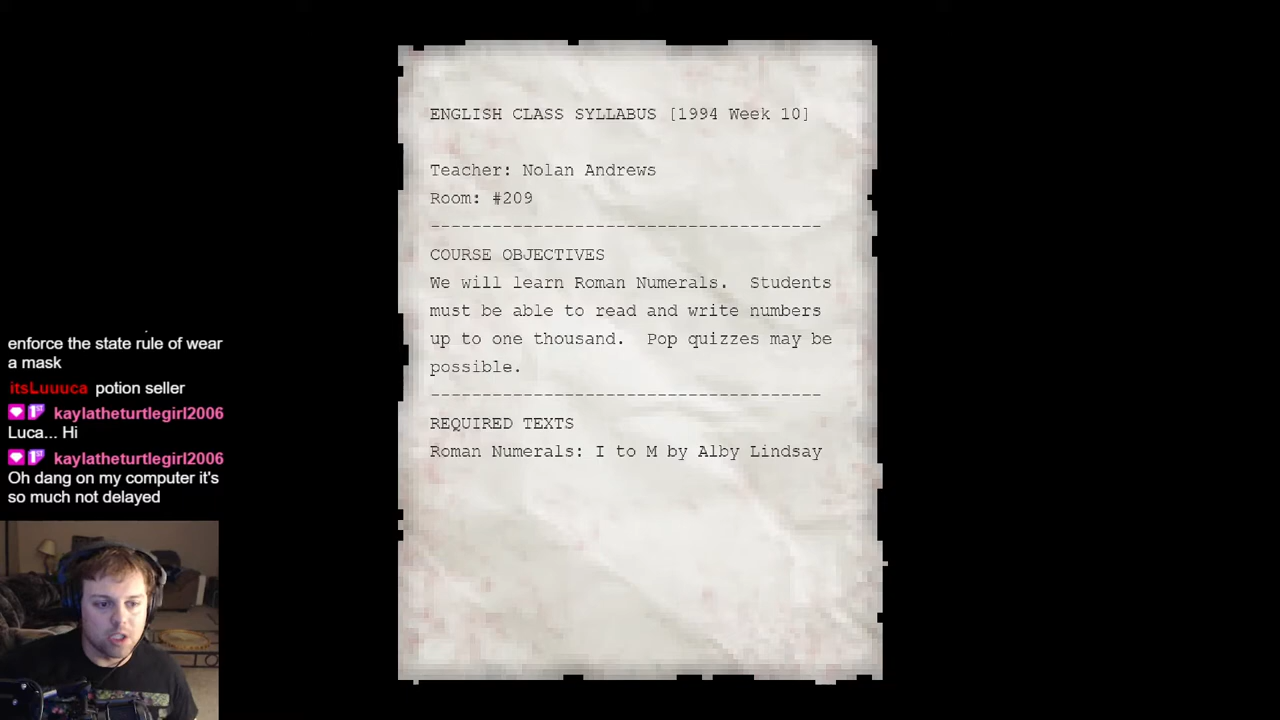 enforce the state rule of wear
a mask
itsLuuuca potion seller
kaylatheturtlegirl2006
Luca... Hi
kaylatheturtlegirl2006
Oh dang on my computer it's
so much not delayed
ENGLISH CLASS SYLLABUS [1994 Week 10]
Teacher: Nolan Andrews
Room: #209
--------------------------------------
COURSE OBJECTIVES
We will learn Roman Numerals.  Students
must be able to read and write numbers
up to one thousand.  Pop quizzes may be
possible.
--------------------------------------
REQUIRED TEXTS
Roman Numerals: I to M by Alby Lindsay